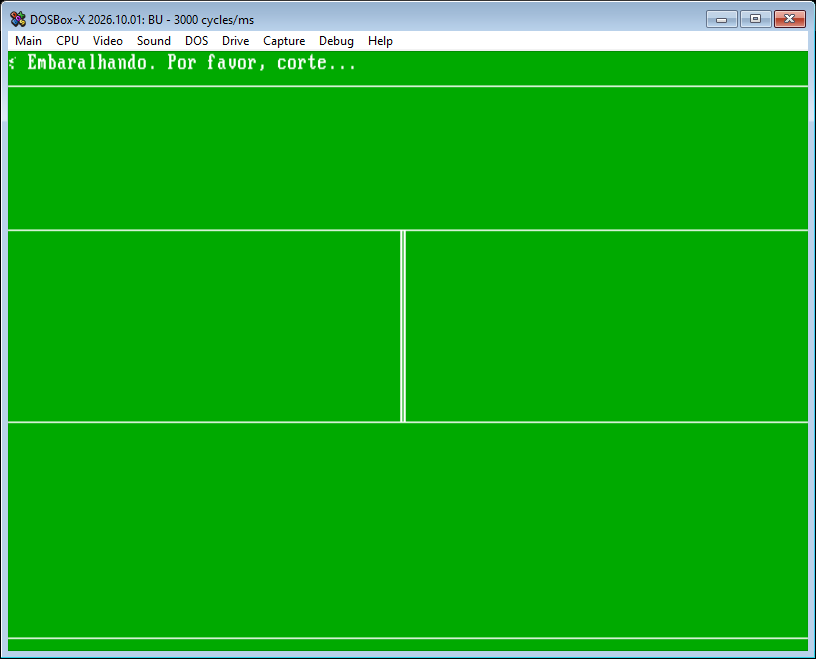 DOSBox-X 2026.10.01: BU - 3000 cycles/ms
Main CPU Video Sound DOS Drive Capture Debug Help
Embaralhando. Por favor, corte...